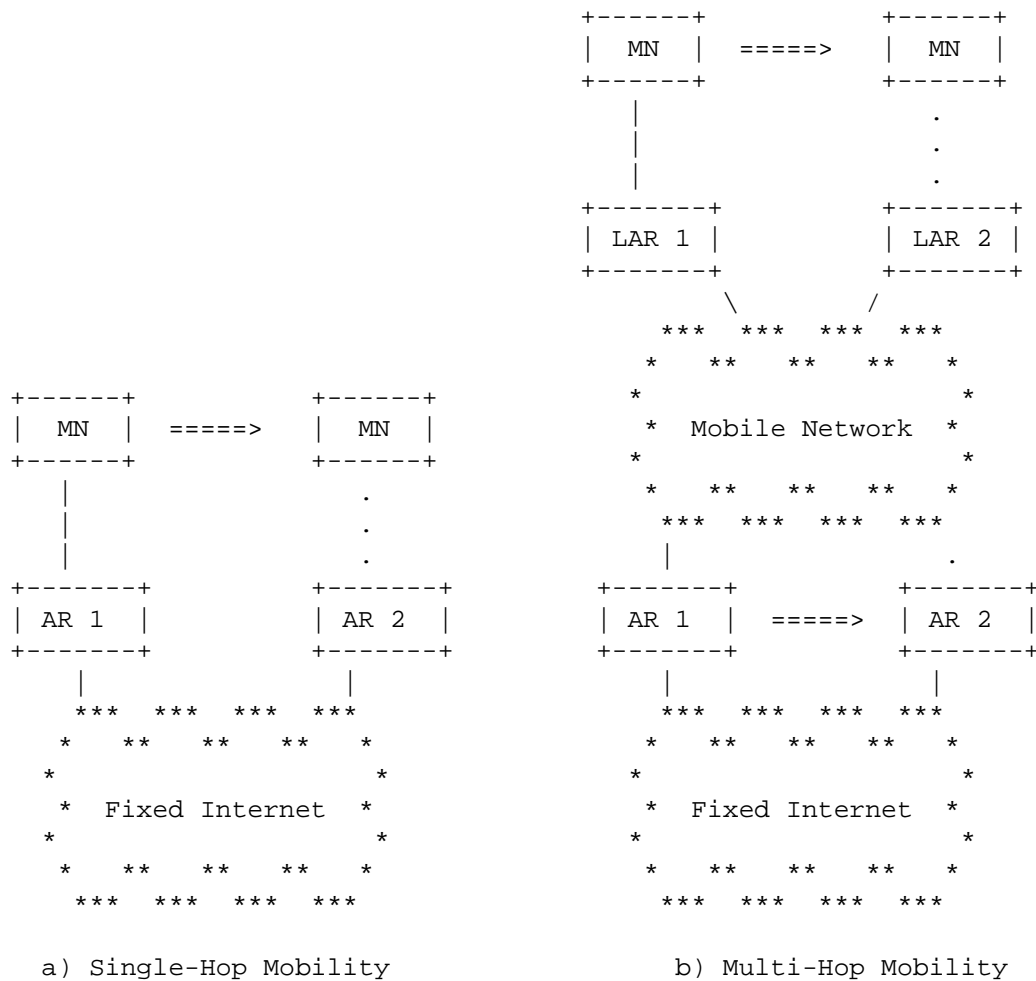 MN =====> MN
LAR 1 LAR 2
Mobile Network
MN =====> MN
AR 1 =====> AR 2
AR 1 AR 2
Fixed Internet Fixed Internet
a) Single-Hop Mobility b) Multi-Hop Mobility